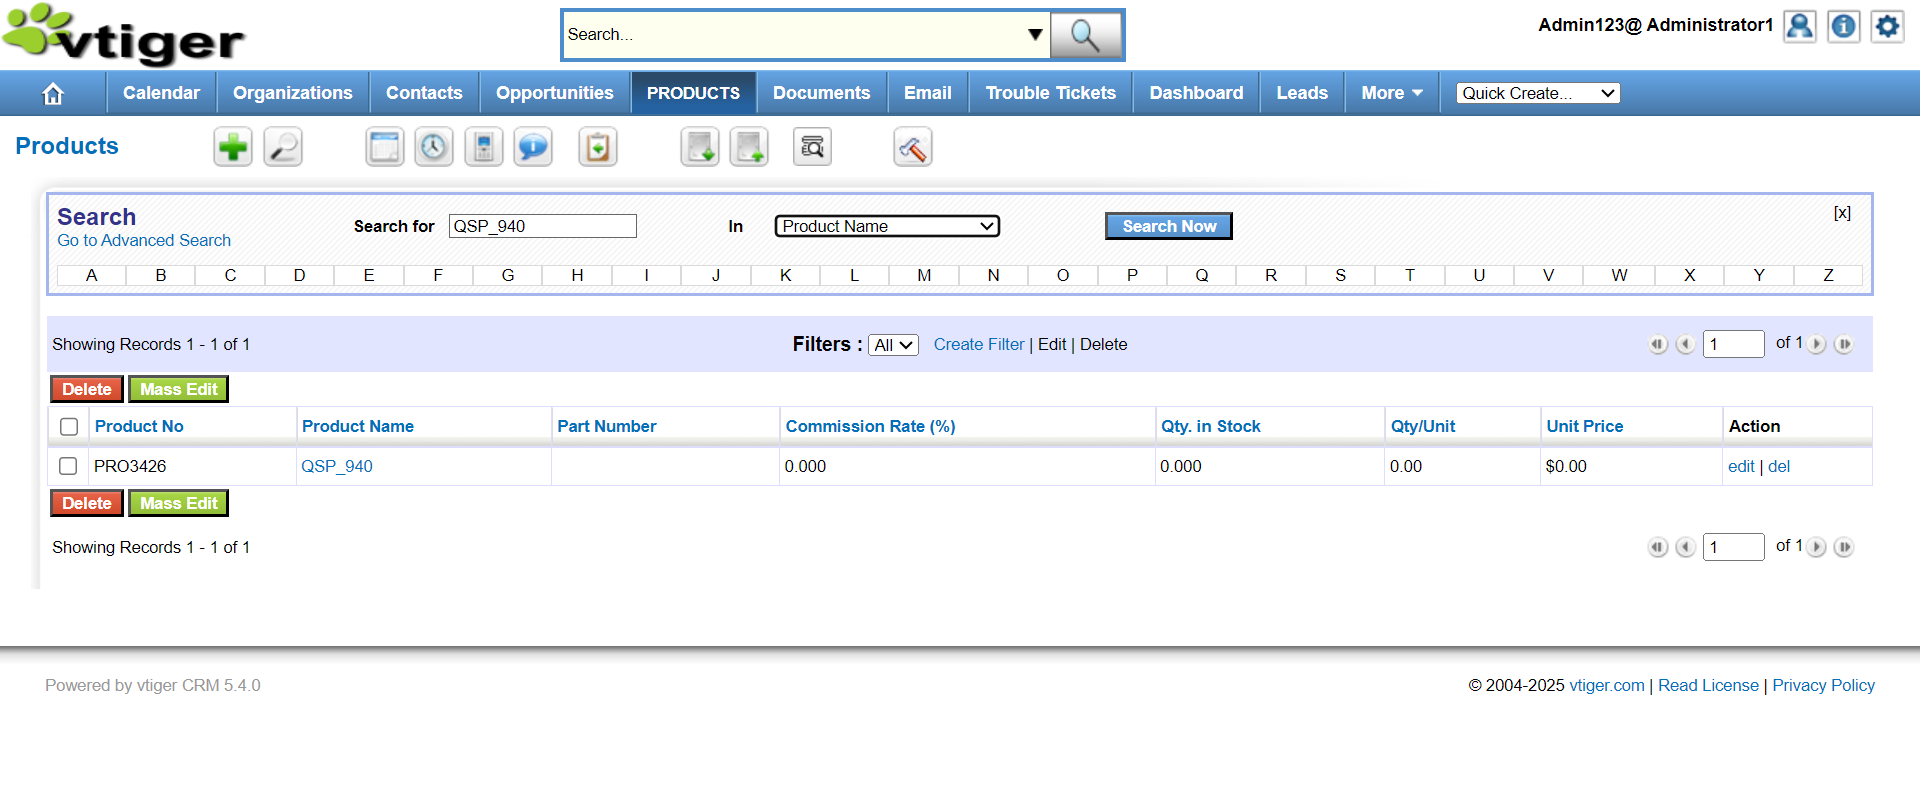 vtiger
Search...
Admin123@ Administrator1
Calendar Organizations Contacts Opportunities PRODUCTS Documents Email Trouble Tickets Dashboard Leads More Quick Create...
Products
Search
Go to Advanced Search
Search for QSP_940 In Product Name Search Now [x]
A B C D E F G H I J K L M N O P Q R S T U V W X Y Z
Showing Records 1 - 1 of 1 Filters : All Create Filter | Edit | Delete 1 of 1
Delete Mass Edit
Product No Product Name Part Number Commission Rate (%) Qty. in Stock Qty/Unit Unit Price Action
PRO3426 QSP_940 0.000 0.000 0.00 $0.00 edit | del
Delete Mass Edit
Showing Records 1 - 1 of 1 1 of 1
Powered by vtiger CRM 5.4.0 © 2004-2025 vtiger.com | Read License | Privacy Policy